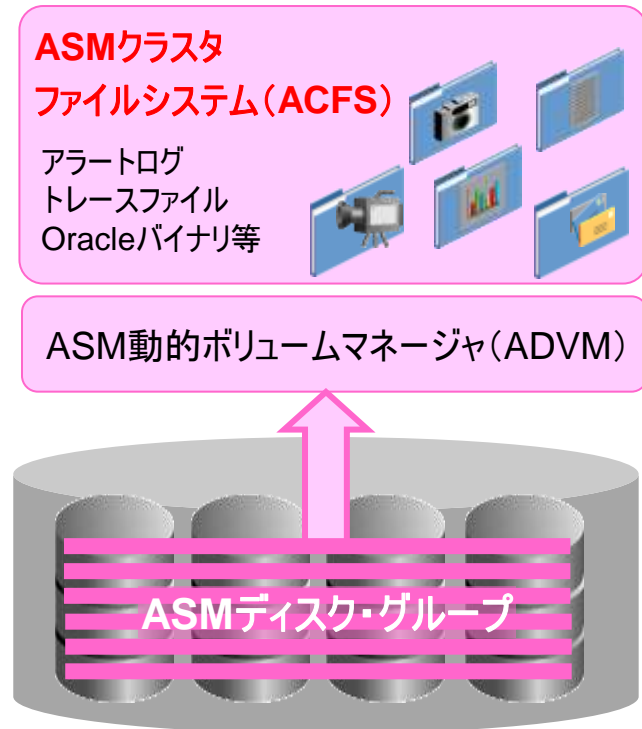 ASMクラスタ
ファイルシステム(ACFS)
アラートログ
トレースファイル
Oracleバイナリ等
ASM動的ボリュームマネージャ(ADVM)
ASMディスク・グループ